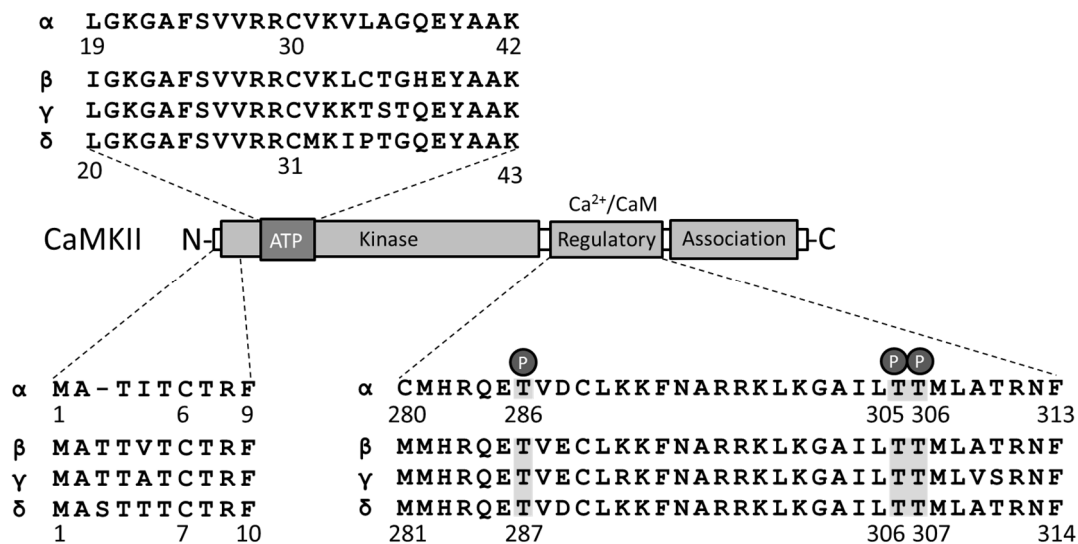 α LGKGAFSVVRRCVKVLAGQEYAAK
19 30 42
β IGKGAFSVVRRCVKLCTGHEYAAK
γ LGKGAFSVVRRCVKKTSTQEYAAK
δ LGKGAFSVVRRCMKIPTGQEYAAK
20 31 43
Ca²⁺/CaM
CaMKII N- ATP Kinase Regulatory Association -C
P P P
α MA-TITCTRF
1 6 9
β MATTVTCTRF
γ MATTATCTRF
δ MASTTTCTRF
1 7 10
α CMHRQETVDCLKKFNARRKLKGAILTTMLATRNF
280 286 305 306 313
β MMHRQETVECLKKFNARRKLKGAILTTMLATRNF
γ MMHRQETVECLRKFNARRKLKGAILTTMLVSRNF
δ MMHRQETVDCLKKFNARRKLKGAILTTMLATRNF
281 287 306 307 314